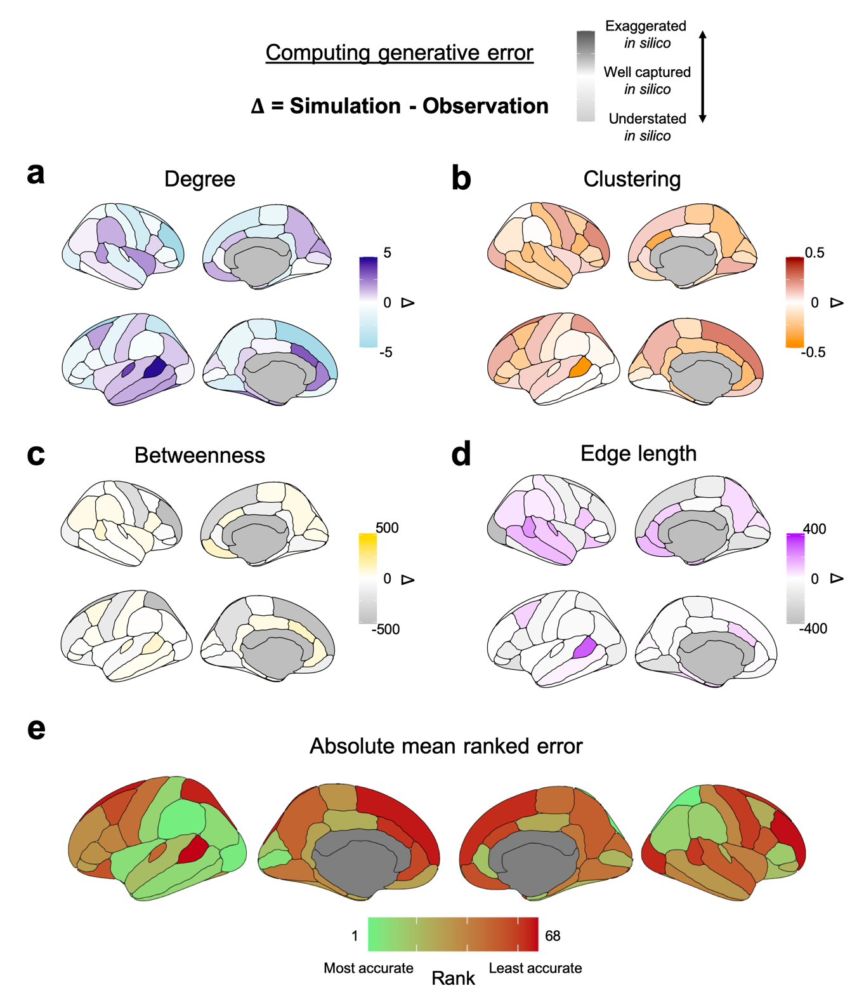 Computing generative error
Δ = Simulation - Observation
Exaggerated
in silico
Well captured
in silico
Understated
in silico
a
Degree
5
0
Δ
-5
b
Clustering
0.5
0
Δ
-0.5
c
Betweenness
500
0
Δ
-500
d
Edge length
400
0
Δ
-400
e
Absolute mean ranked error
1
68
Most accurate
Least accurate
Rank